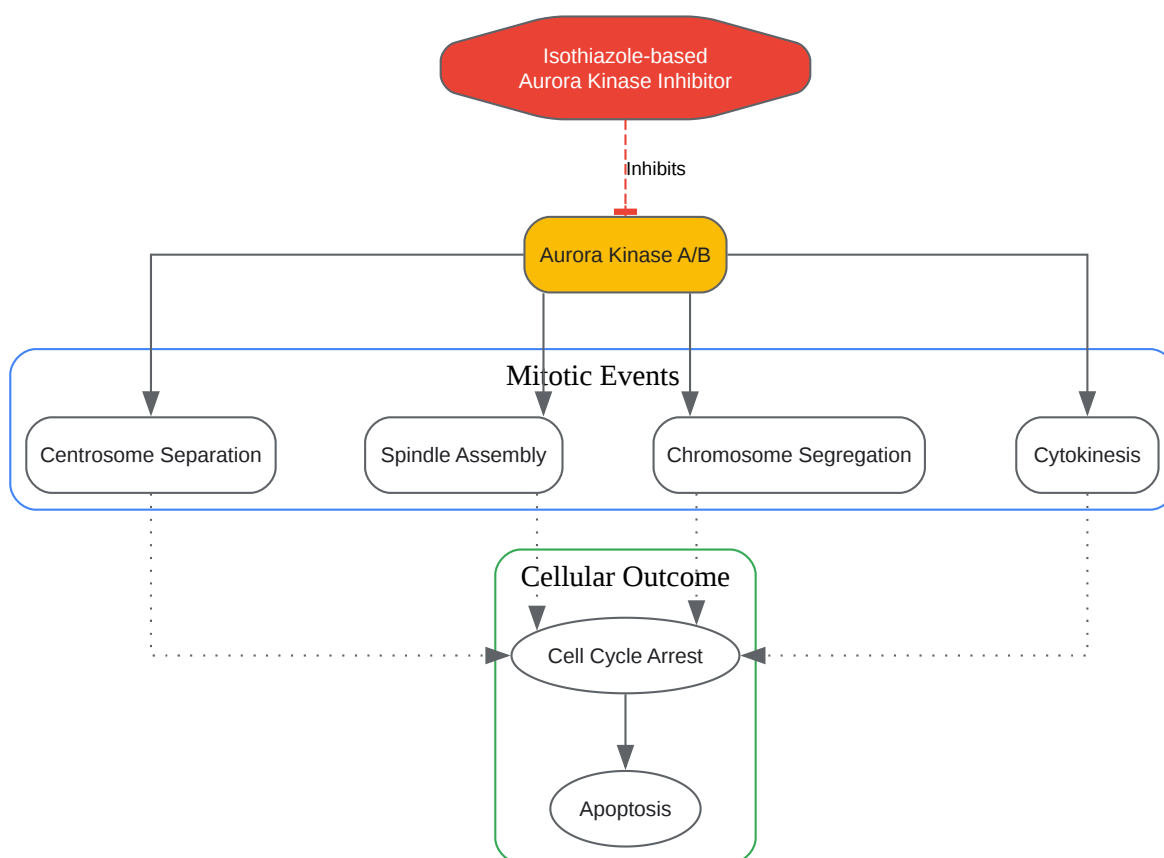 Isothiazole-based
Aurora Kinase Inhibitor
Inhibits
Aurora Kinase A/B
Mitotic Events
Centrosome Separation
Spindle Assembly
Chromosome Segregation
Cytokinesis
Cellular Outcome
Cell Cycle Arrest
Apoptosis